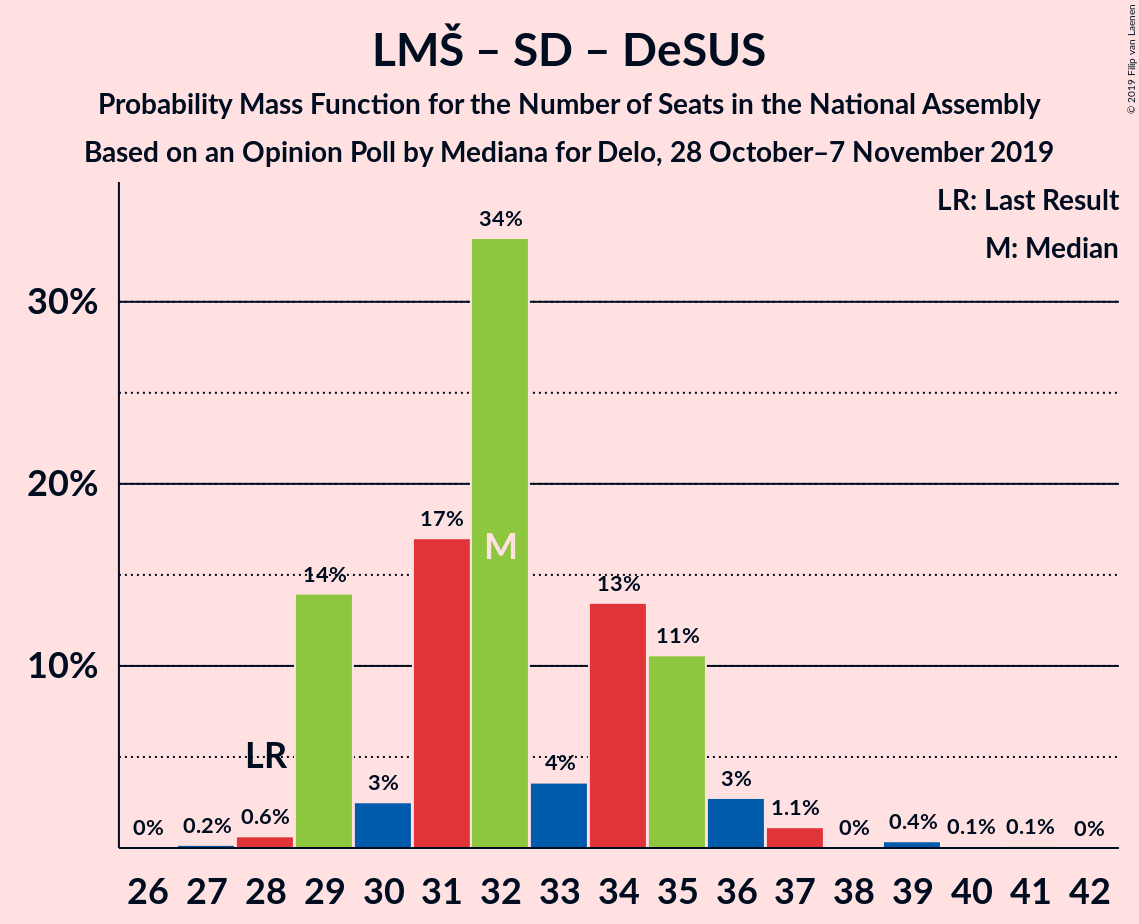 LMŠ – SD – DeSUS
Probability Mass Function for the Number of Seats in the National Assembly
Based on an Opinion Poll by Mediana for Delo, 28 October–7 November 2019
© 2019 Filip van Laenen
LR: Last Result
M: Median
34%
30%
20%
17%
M
14%
13%
11%
10%
LR
4%
3%
3%
1.1%
0%
0.2%
0.6%
0%
0.4%
0.1%
0.1%
0%
26 27 28 29 30 31 32 33 34 35 36 37 38 39 40 41 42